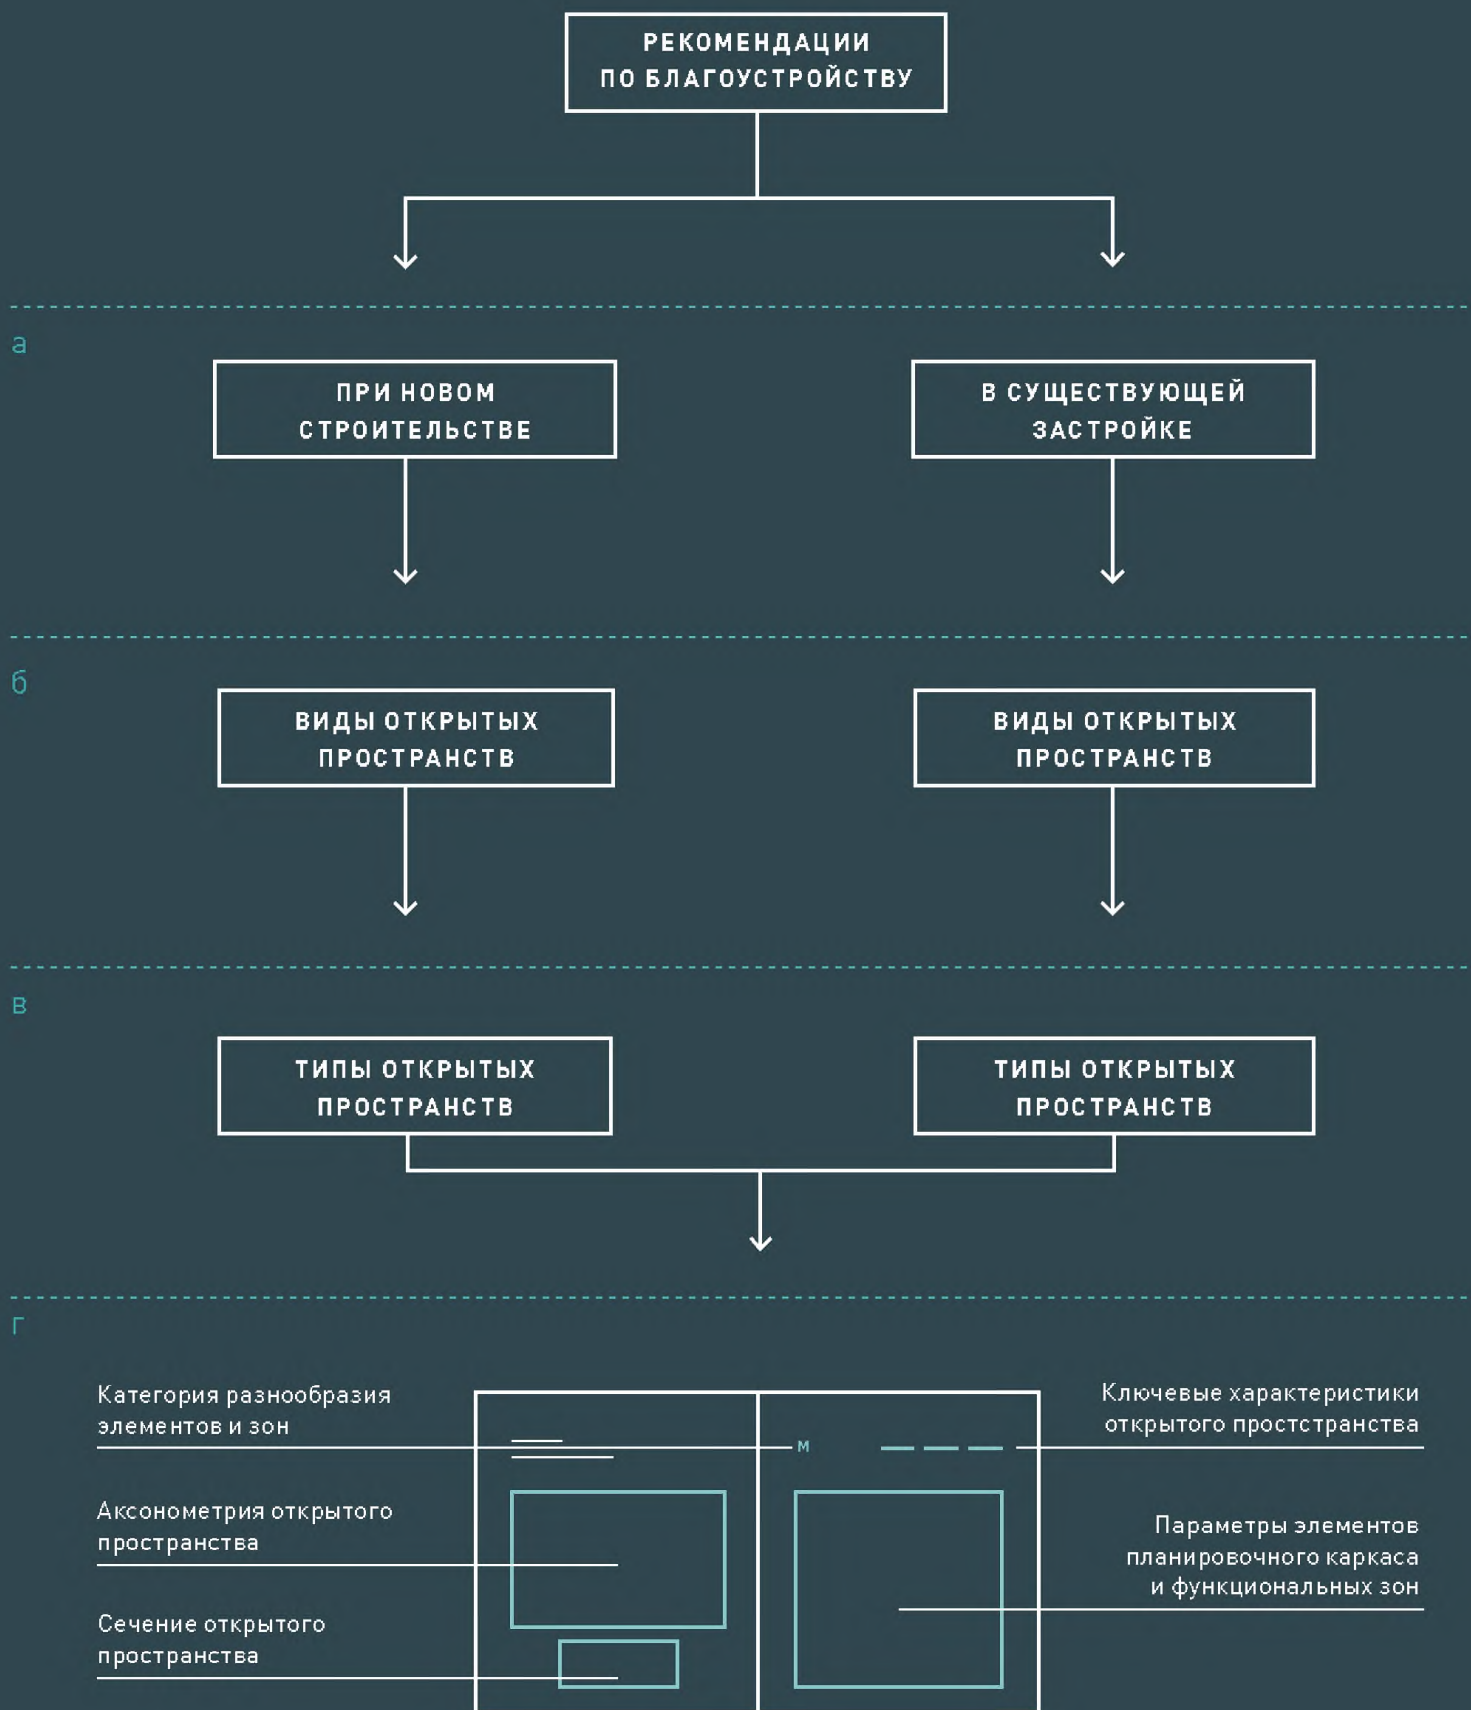 РЕКОМЕНДАЦИИ
ПО БЛАГОУСТРОЙСТВУ
а
ПРИ НОВОМ
СТРОИТЕЛЬСТВЕ
В СУЩЕСТВУЮЩЕЙ
ЗАСТРОЙКЕ
б
ВИДЫ ОТКРЫТЫХ
ПРОСТРАНСТВ
ВИДЫ ОТКРЫТЫХ
ПРОСТРАНСТВ
в
ТИПЫ ОТКРЫТЫХ
ПРОСТРАНСТВ
ТИПЫ ОТКРЫТЫХ
ПРОСТРАНСТВ
г
Категория разнообразия
элементов и зон
м
Ключевые характеристики
открытого простстранства
Аксонометрия открытого
пространства
Параметры элементов
планировочного каркаса
и функциональных зон
Сечение открытого
пространства